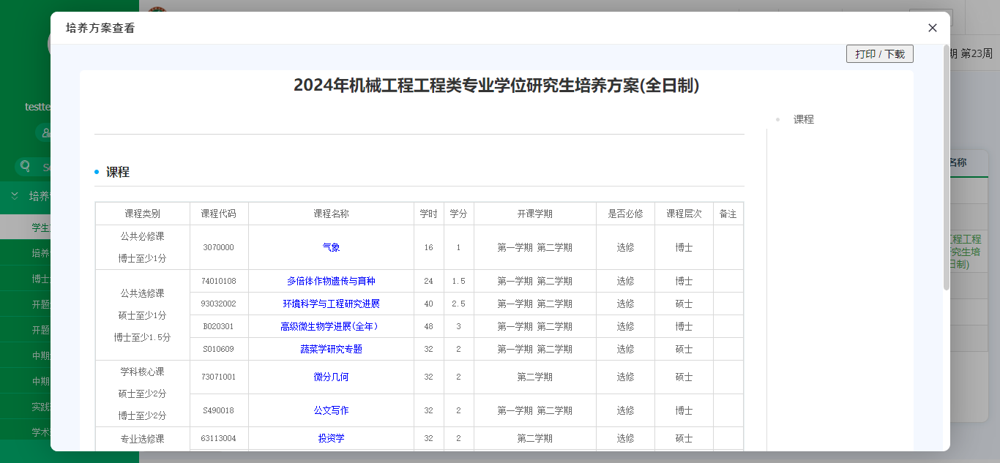 培养方案查看
打印 / 下载
期 第23周
2024年机械工程工程类专业学位研究生培养方案(全日制)
testte
课程
名称
课程
培养
课程类别 课程代码 课程名称 学时 学分 开课学期 是否必修 课程层次 备注
学生
公共必修课
博士至少1分
3070000 气象 16 1 第一学期 第二学期 选修 博士
程工程
究生培
日制)
培养
公共选修课
硕士至少1分
博士至少1.5分
74010108 多倍体作物遗传与育种 24 1.5 第一学期 第二学期 选修 博士
93032002 环境科学与工程研究进展 40 2.5 第一学期 第二学期 选修 硕士
B020301 高级微生物学进展(全年) 48 3 第一学期 第二学期 选修 博士
S010609 蔬菜学研究专题 32 2 第一学期 第二学期 选修 硕士
博士
开题
开题
中期
学科核心课
硕士至少2分
博士至少2分
73071001 微分几何 32 2 第二学期 选修 硕士
S490018 公文写作 32 2 第一学期 第二学期 选修 博士
中期
实践
学术
专业选修课 63113004 投资学 32 2 第二学期 选修 硕士